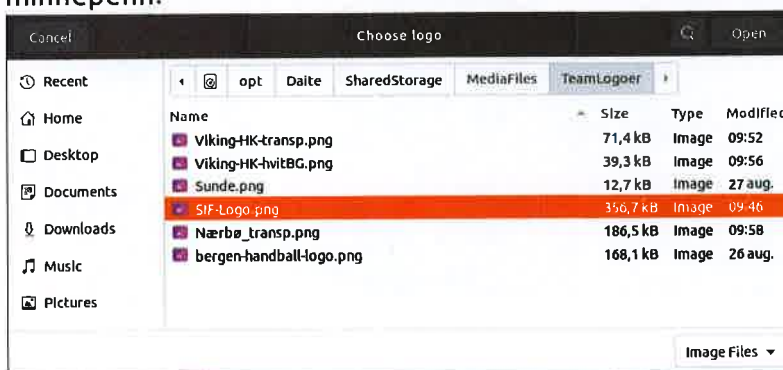 minnepenn.
Cancel Choose logo Open
Recent opt Daite SharedStorage MediaFiles TeamLogoer
Home Name Size Type Modified
Viking-HK-transp.png 71,4 kB Image 09:52
Desktop Viking-HK-hvitBG.png 39,3 kB Image 09:56
Documents Sunde.png 12,7 kB Image 27 aug.
SIF-Logo.png 356,7 kB Image 09:46
Downloads Nærbø_transp.png 186,5 kB Image 09:58
Music bergen-handball-logo.png 168,1 kB Image 26 aug.
Pictures
Image Files